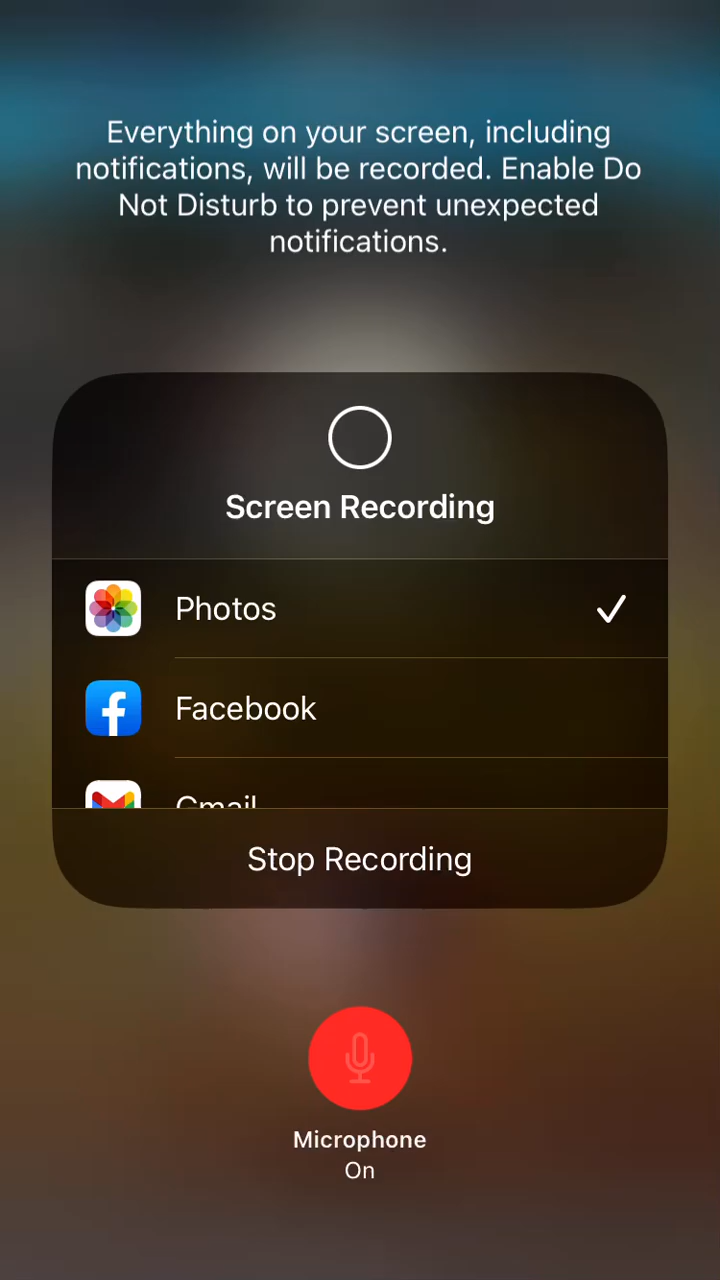 Everything on your screen, including
notifications, will be recorded. Enable Do
Not Disturb to prevent unexpected
notifications.
Screen Recording
Photos
Facebook
Gmail
Stop Recording
Microphone
On